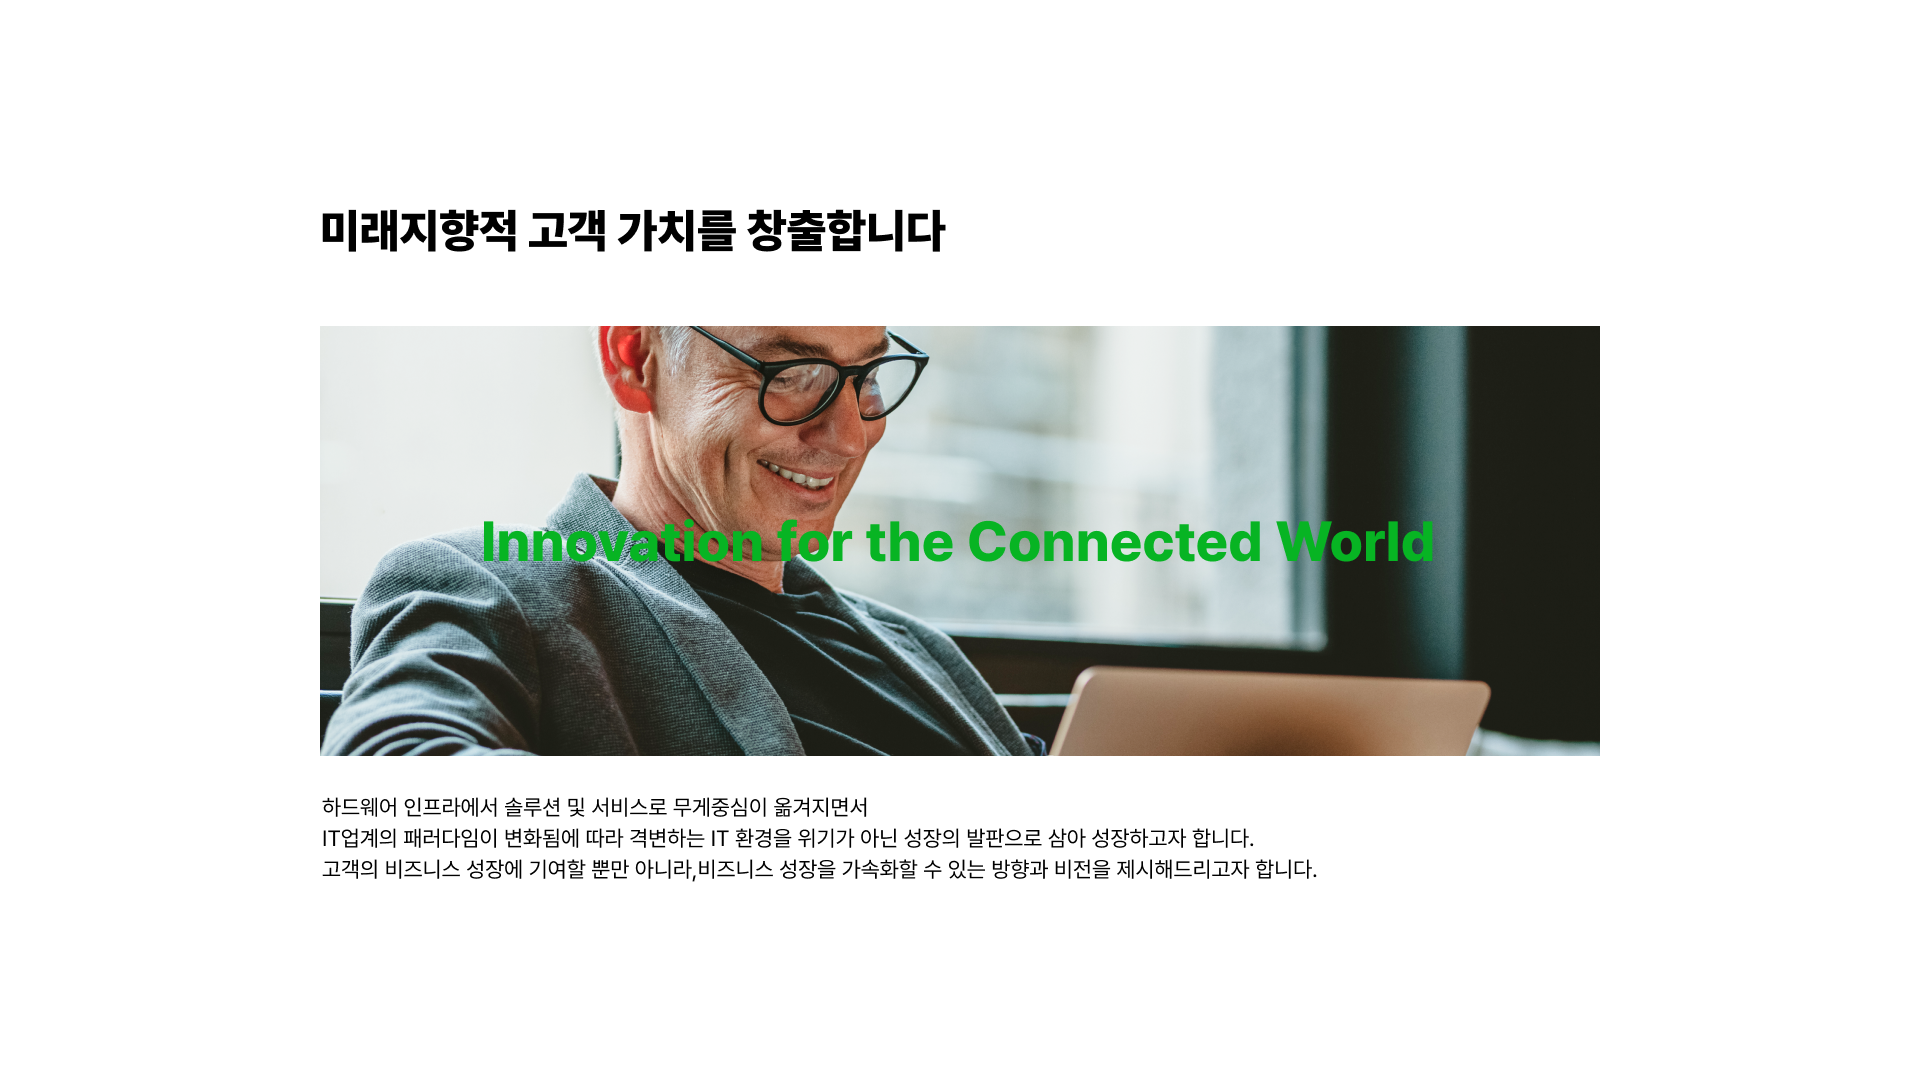 미래지향적 고객 가치를 창출합니다
Innovation for the Connected World
하드웨어 인프라에서 솔루션 및 서비스로 무게중심이 옮겨지면서
IT업계의 패러다임이 변화됨에 따라 격변하는 IT 환경을 위기가 아닌 성장의 발판으로 삼아 성장하고자 합니다.
고객의 비즈니스 성장에 기여할 뿐만 아니라,비즈니스 성장을 가속화할 수 있는 방향과 비전을 제시해드리고자 합니다.